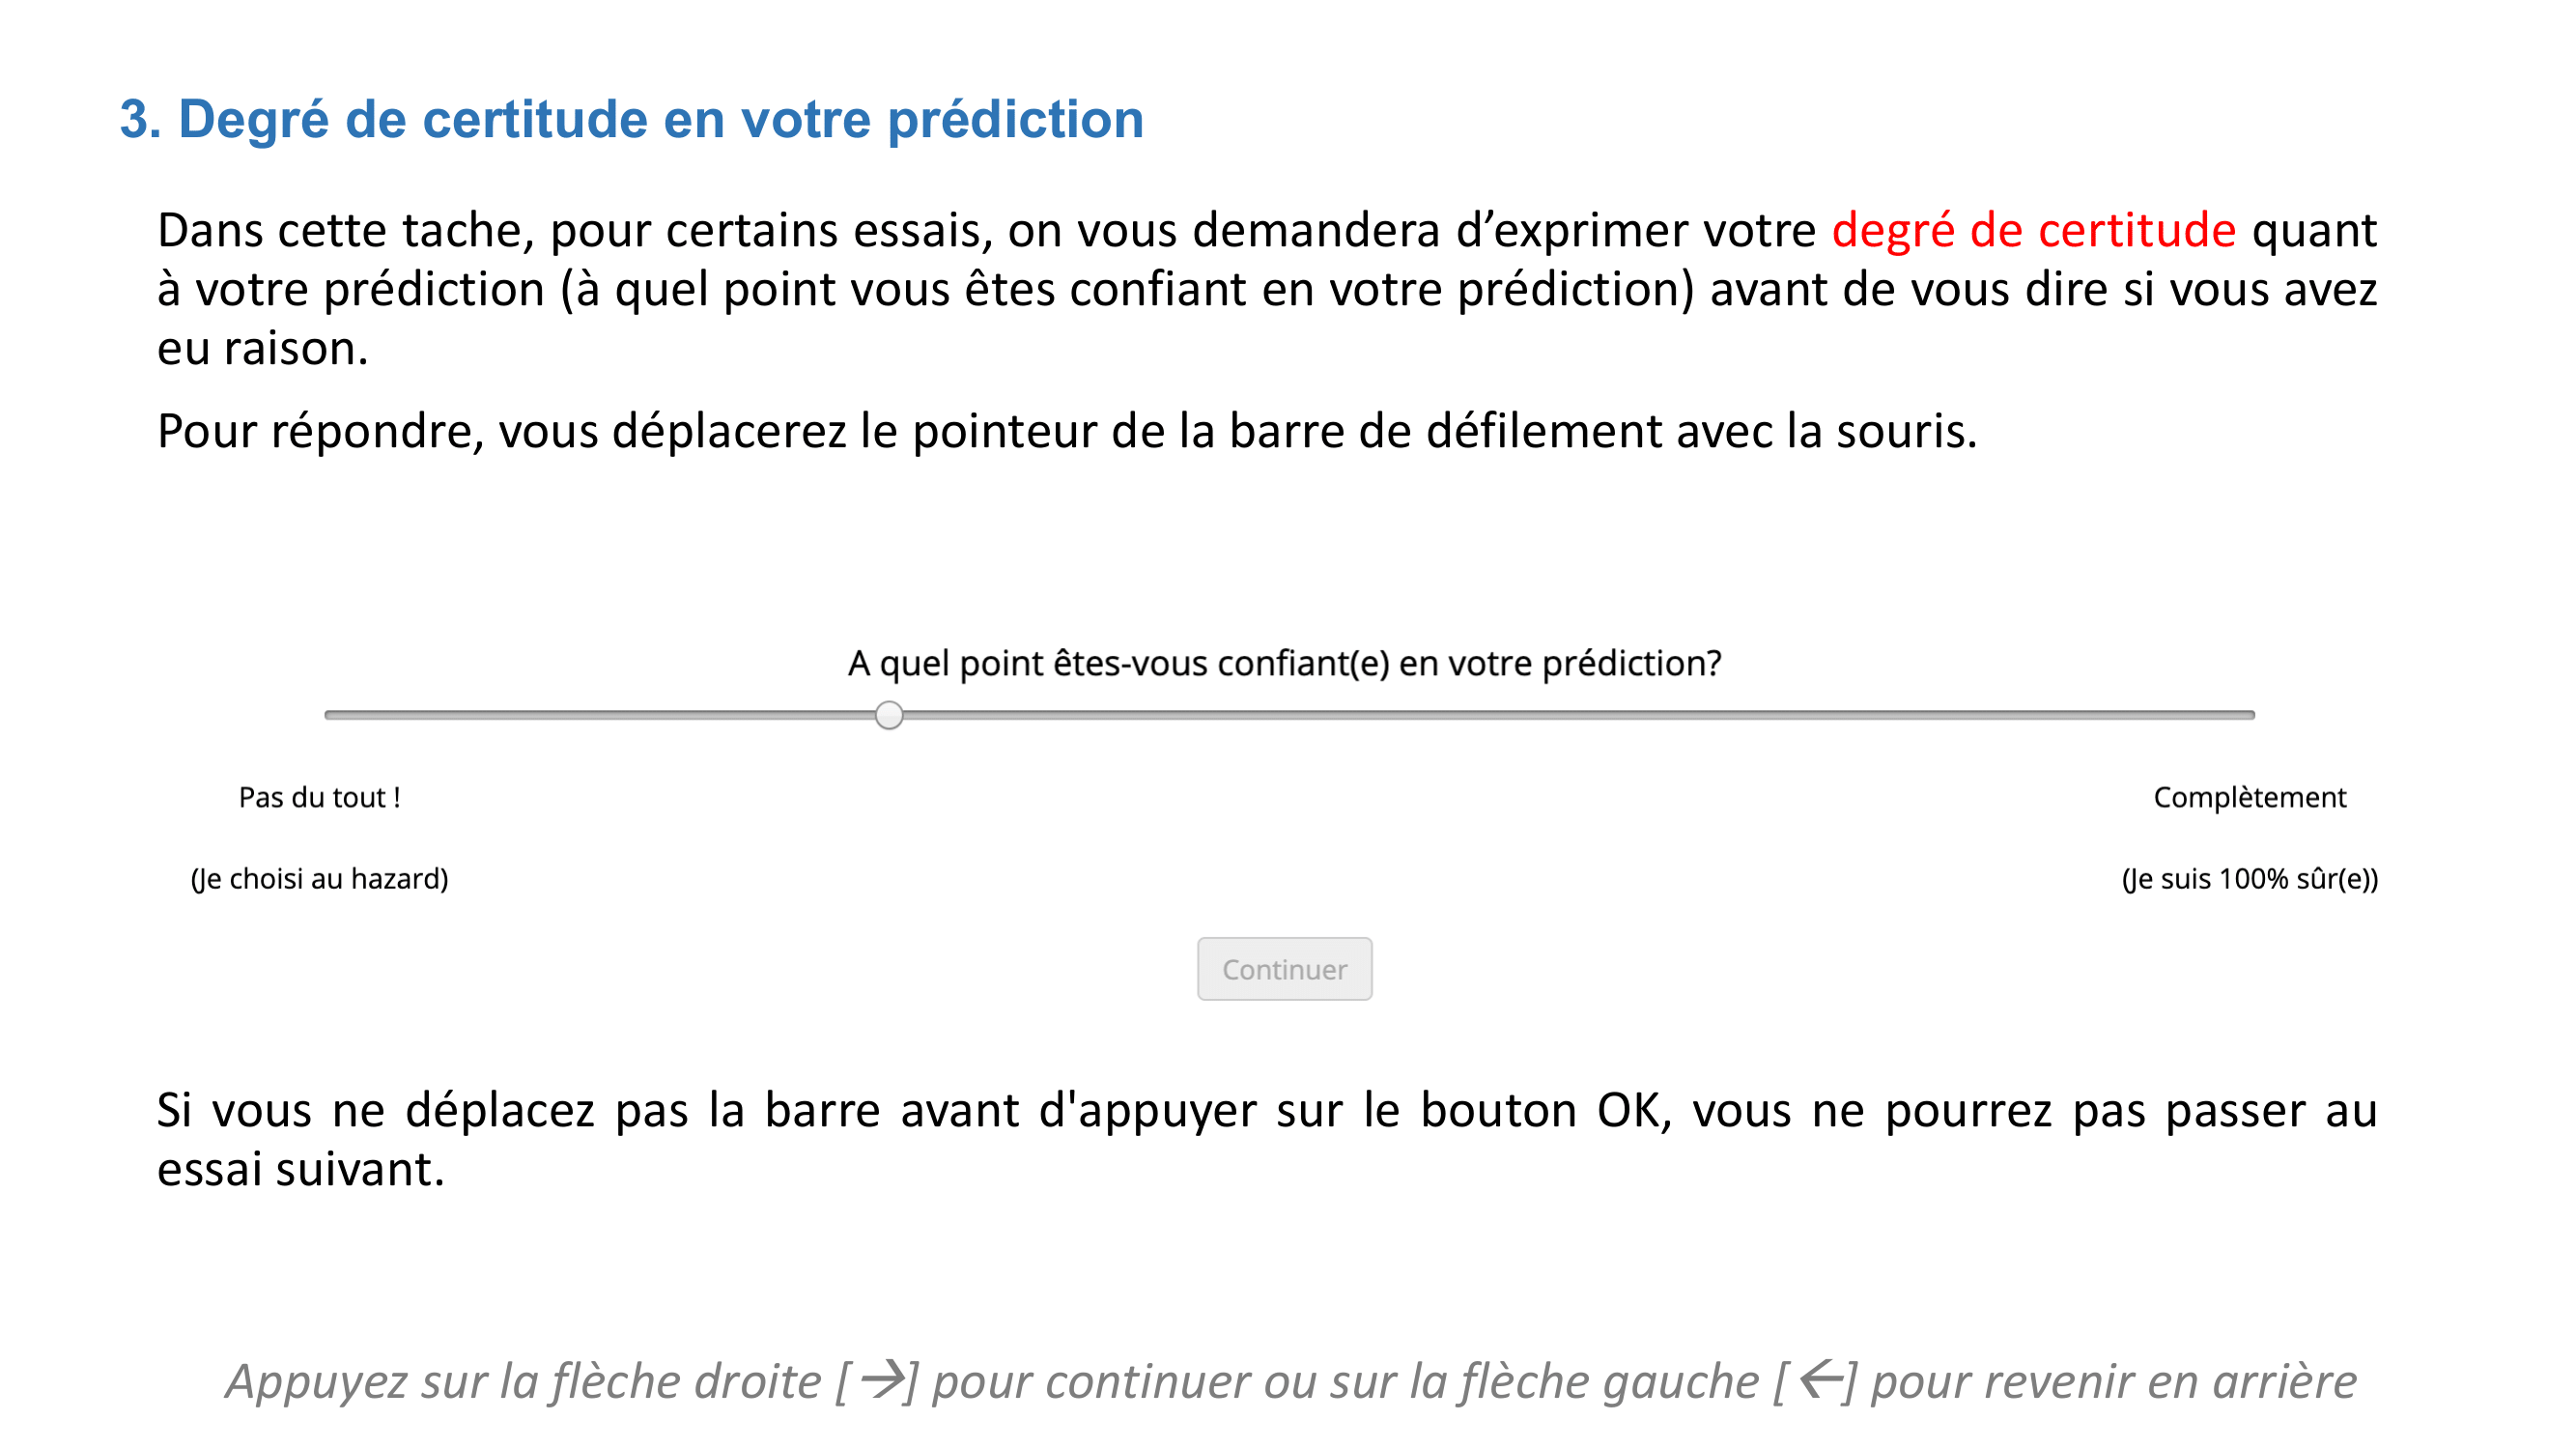 3. Degré de certitude en votre prédiction
Dans cette tache, pour certains essais, on vous demandera d’exprimer votre degré de certitude quant
à votre prédiction (à quel point vous êtes confiant en votre prédiction) avant de vous dire si vous avez
eu raison.
Pour répondre, vous déplacerez le pointeur de la barre de défilement avec la souris.
A quel point êtes-vous confiant(e) en votre prédiction?
Pas du tout !
Complètement
(Je choisi au hazard)
(Je suis 100% sûr(e))
Continuer
Si vous ne déplacez pas la barre avant d'appuyer sur le bouton OK, vous ne pourrez pas passer au
essai suivant.
Appuyez sur la flèche droite [→] pour continuer ou sur la flèche gauche [←] pour revenir en arrière